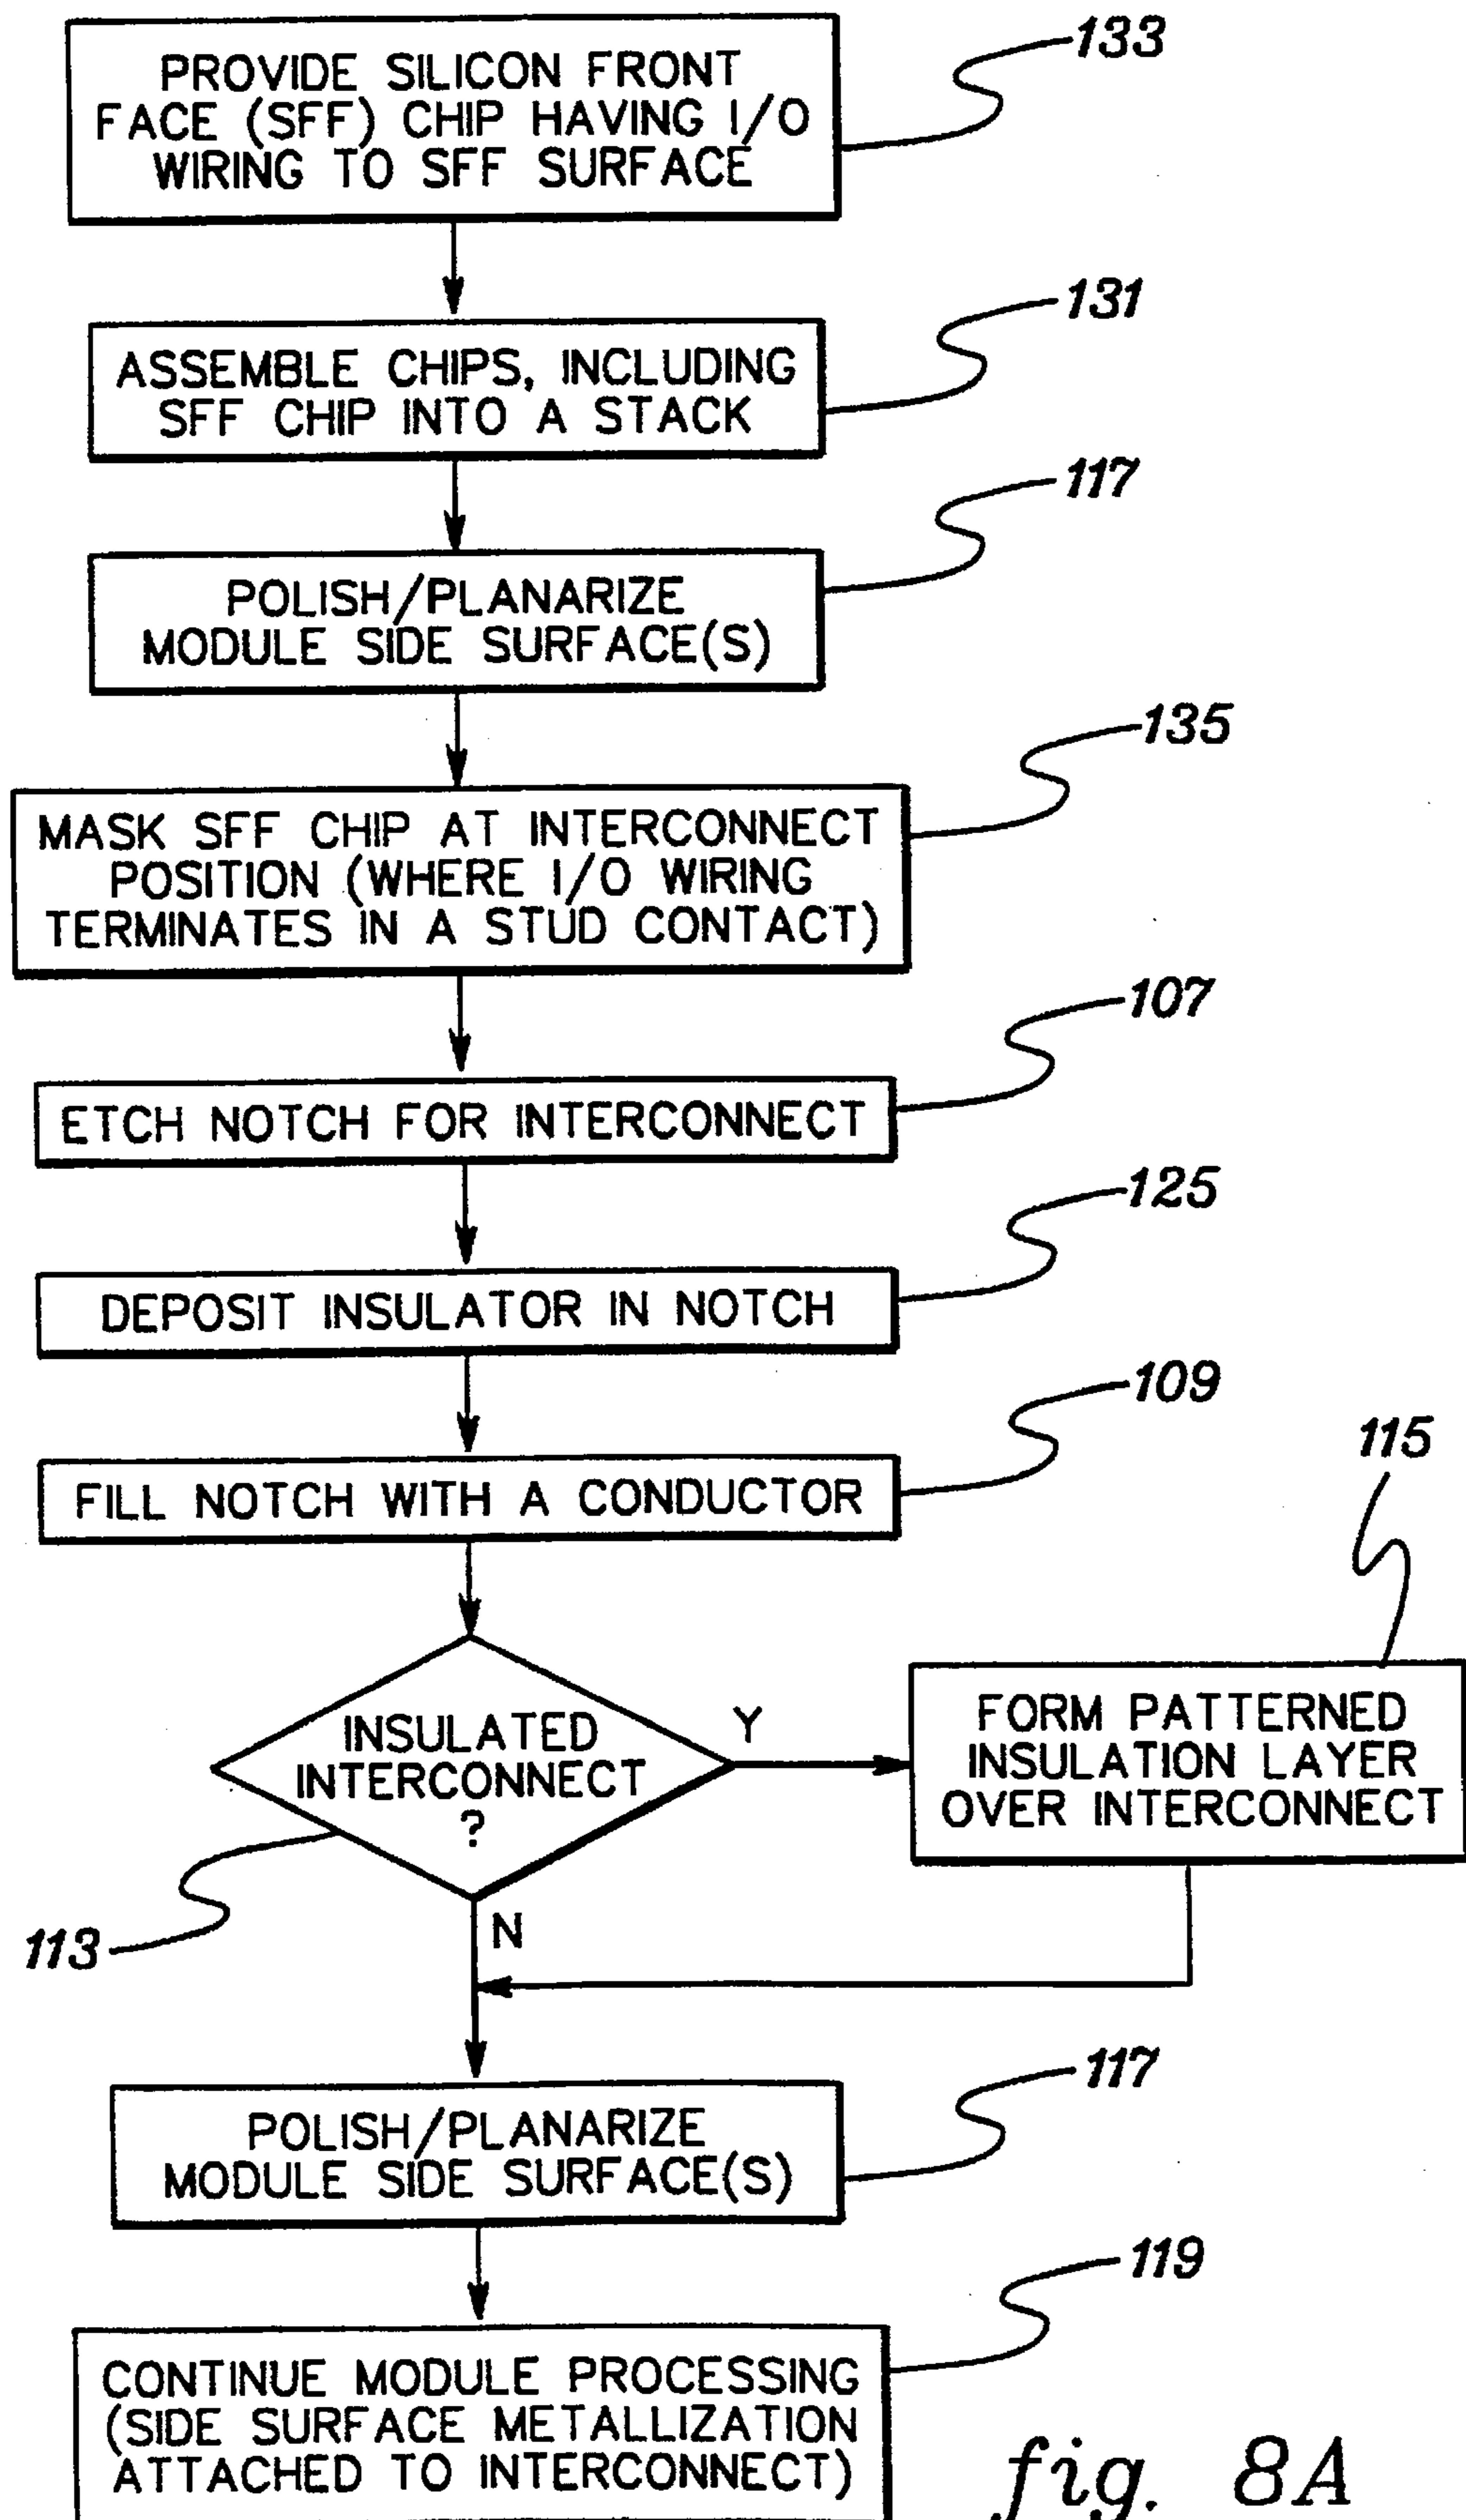 PROVIDE SILICON FRONT
FACE (SFF) CHIP HAVING I/O
WIRING TO SFF SURFACE
133
ASSEMBLE CHIPS, INCLUDING
SFF CHIP INTO A STACK
131
POLISH/PLANARIZE
MODULE SIDE SURFACE(S)
117
MASK SFF CHIP AT INTERCONNECT
POSITION (WHERE I/O WIRING
TERMINATES IN A STUD CONTACT)
135
ETCH NOTCH FOR INTERCONNECT
107
DEPOSIT INSULATOR IN NOTCH
125
FILL NOTCH WITH A CONDUCTOR
109
INSULATED
INTERCONNECT
?
113
Y
N
FORM PATTERNED
INSULATION LAYER
OVER INTERCONNECT
115
POLISH/PLANARIZE
MODULE SIDE SURFACE(S)
117
CONTINUE MODULE PROCESSING
(SIDE SURFACE METALLIZATION
ATTACHED TO INTERCONNECT)
119
fig. 8A